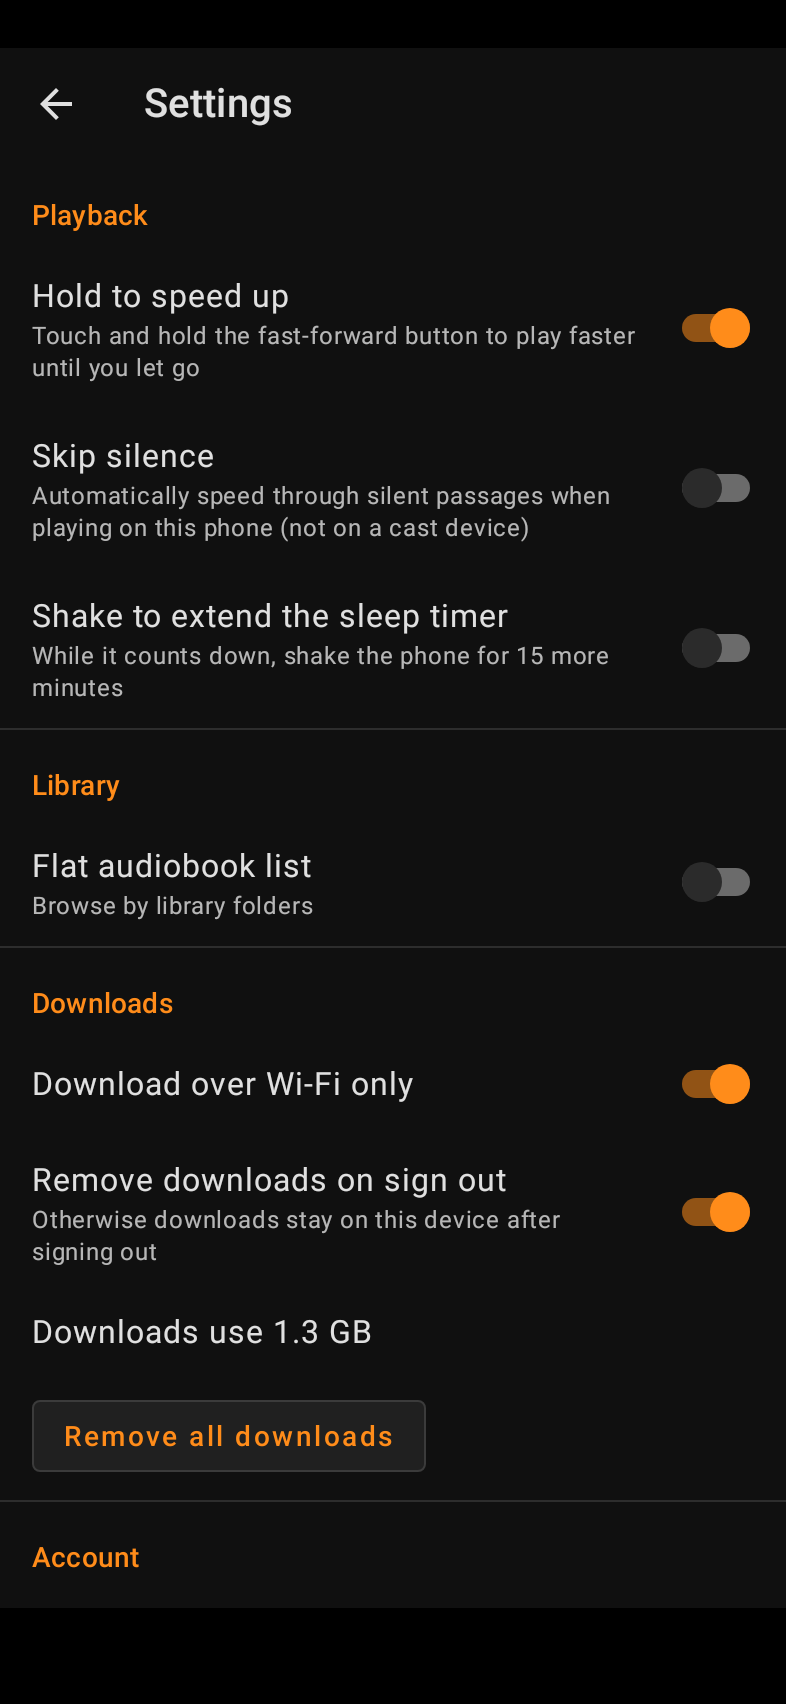 Settings
Playback
Hold to speed up
Touch and hold the fast-forward button to play faster
until you let go
Skip silence
Automatically speed through silent passages when
playing on this phone (not on a cast device)
Shake to extend the sleep timer
While it counts down, shake the phone for 15 more
minutes
Library
Flat audiobook list
Browse by library folders
Downloads
Download over Wi-Fi only
Remove downloads on sign out
Otherwise downloads stay on this device after
signing out
Downloads use 1.3 GB
Remove all downloads
Account